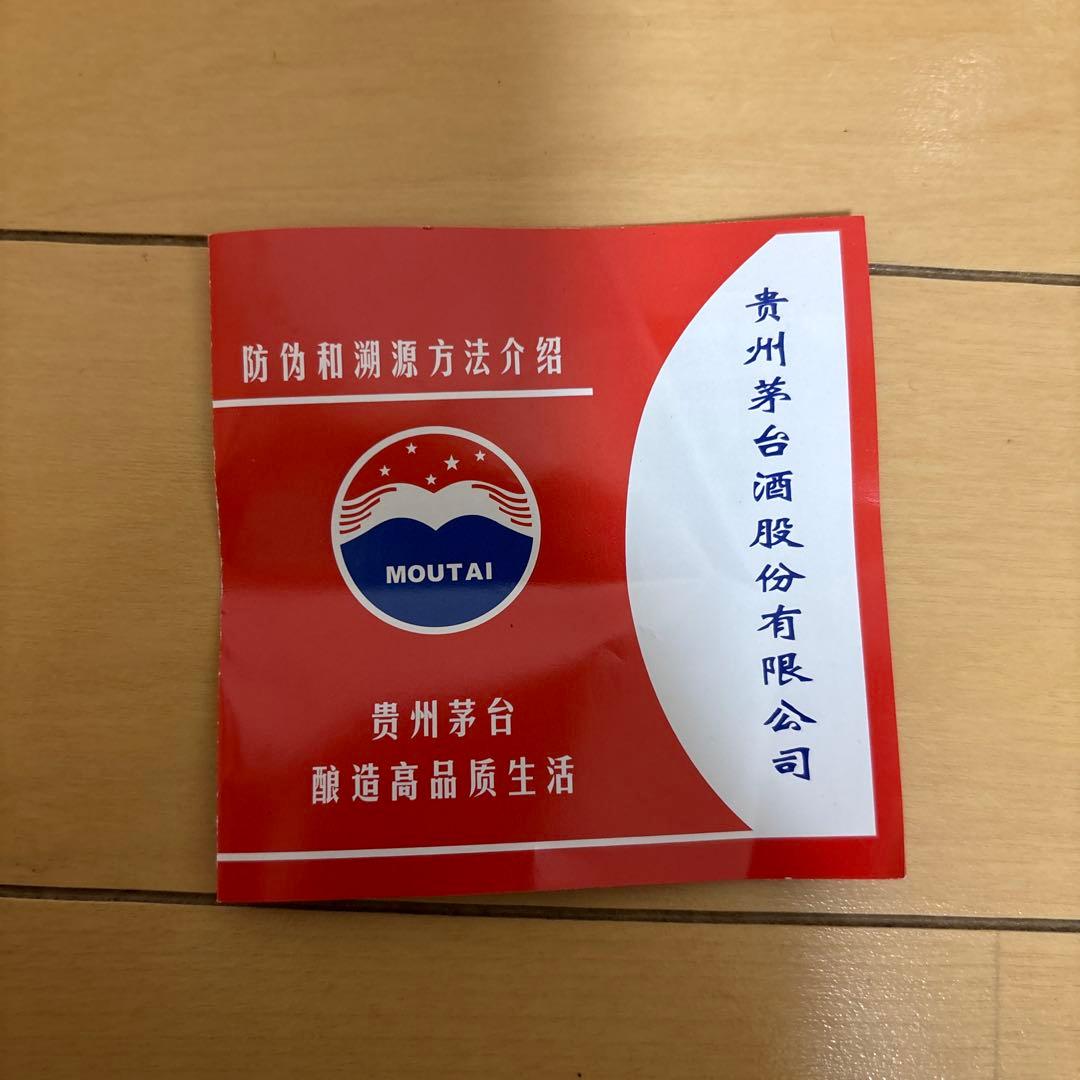 防伪和溯源方法介绍
MOUTAI
贵州茅台
酿造高品质生活
贵州茅台酒股份有限公司